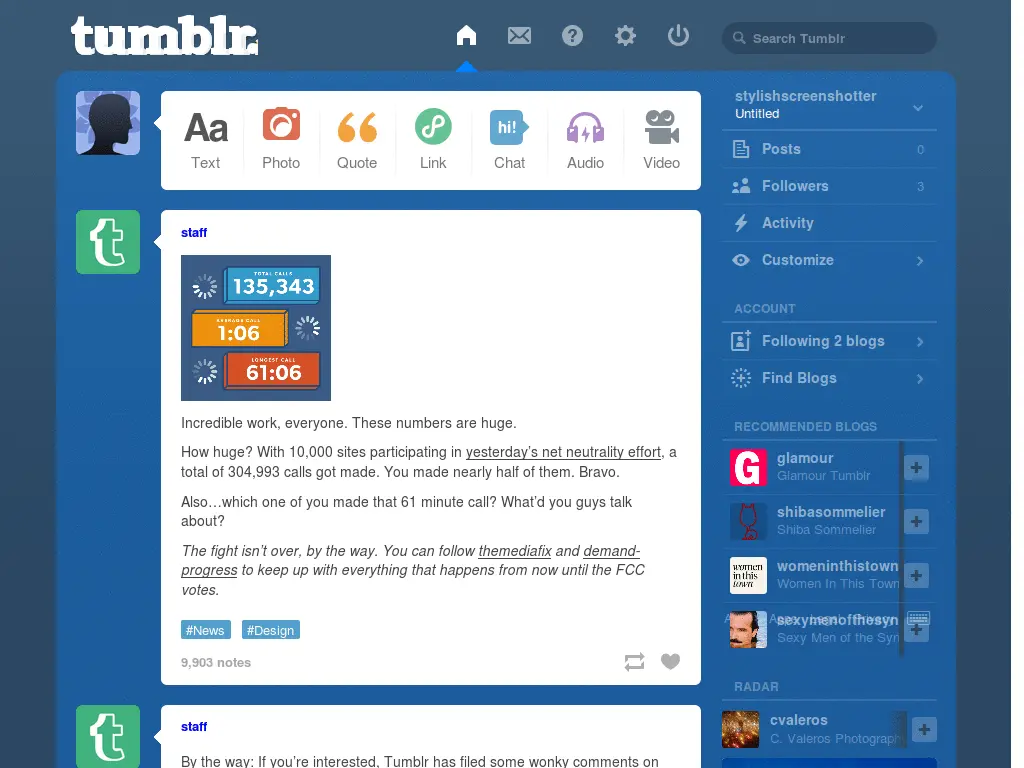 tumblr.
Search Tumblr
Aa
hi!
Text
Photo
Quote
Link
Chat
Audio
Video
staff
TOTAL CALLS
135,343
AVERAGE CALL
1:06
LONGEST CALL
61:06
Incredible work, everyone. These numbers are huge.
How huge? With 10,000 sites participating in yesterday’s net neutrality effort, a
total of 304,993 calls got made. You made nearly half of them. Bravo.
Also…which one of you made that 61 minute call? What’d you guys talk
about?
The fight isn’t over, by the way. You can follow themediafix and demand-
progress to keep up with everything that happens from now until the FCC
votes.
#News #Design
9,903 notes
staff
By the way: If you’re interested, Tumblr has filed some wonky comments on
stylishscreenshotter
Untitled
Posts 0
Followers 3
Activity
Customize
ACCOUNT
Following 2 blogs
Find Blogs
RECOMMENDED BLOGS
G
glamour
Glamour Tumblr
shibasommelier
Shiba Sommelier
women
in this
town
womeninthistown
Women In This Town
sexymenofthesyn
Sexy Men of the Syn
RADAR
cvaleros
C. Valeros Photograph